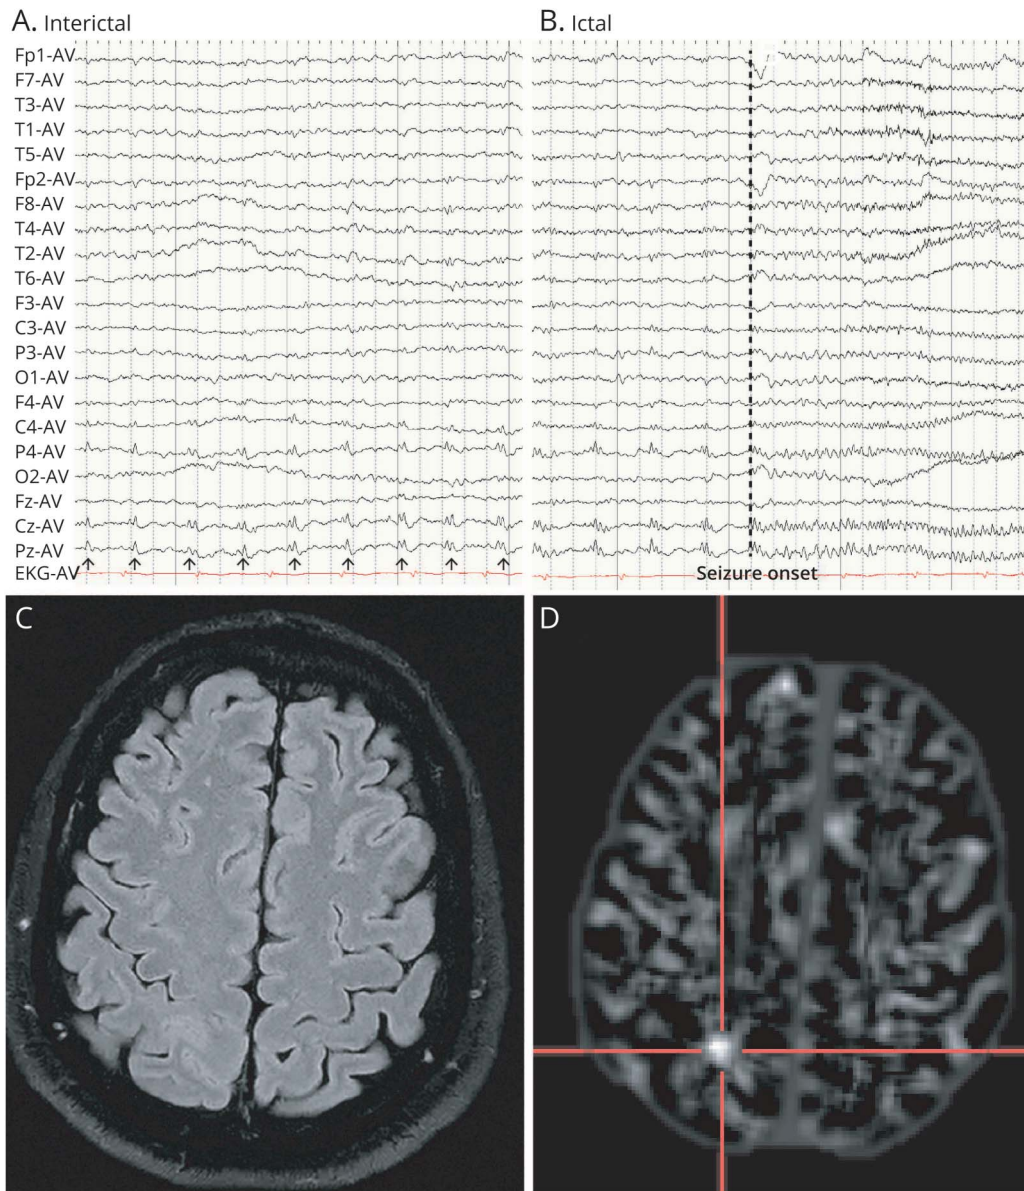 A. Interictal
B. Ictal
Fp1-AV
F7-AV
T3-AV
T1-AV
T5-AV
Fp2-AV
F8-AV
T4-AV
T2-AV
T6-AV
F3-AV
C3-AV
P3-AV
O1-AV
F4-AV
C4-AV
P4-AV
O2-AV
Fz-AV
Cz-AV
Pz-AV
EKG-AV
Seizure onset
C
D